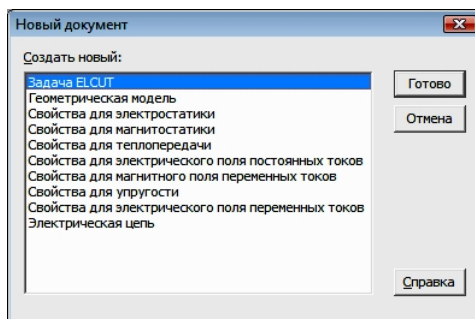 Новый документ
Создать новый:
Задача ELCUT
Геометрическая модель
Свойства для электростатики
Свойства для магнитостатики
Свойства для теплопередачи
Свойства для электрического поля постоянных токов
Свойства для магнитного поля переменных токов
Свойства для упругости
Свойства для электрического поля переменных токов
Электрическая цепь
Готово
Отмена
Справка